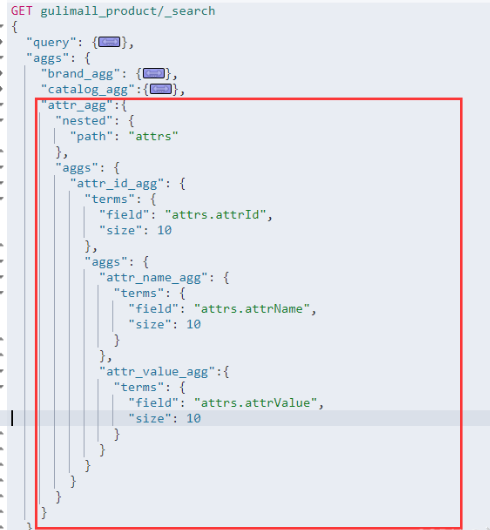 GET gulimall_product/_search
{
  "query": {},
  "aggs": {
    "brand_agg": {},
    "catalog_agg":{},
    "attr_agg":{
      "nested": {
        "path": "attrs"
      },
      "aggs": {
        "attr_id_agg": {
          "terms": {
            "field": "attrs.attrId",
            "size": 10
          },
          "aggs": {
            "attr_name_agg": {
              "terms": {
                "field": "attrs.attrName",
                "size": 10
              }
            },
            "attr_value_agg":{
              "terms": {
                "field": "attrs.attrValue",
                "size": 10
              }
            }
          }
        }
      }
    }
  }